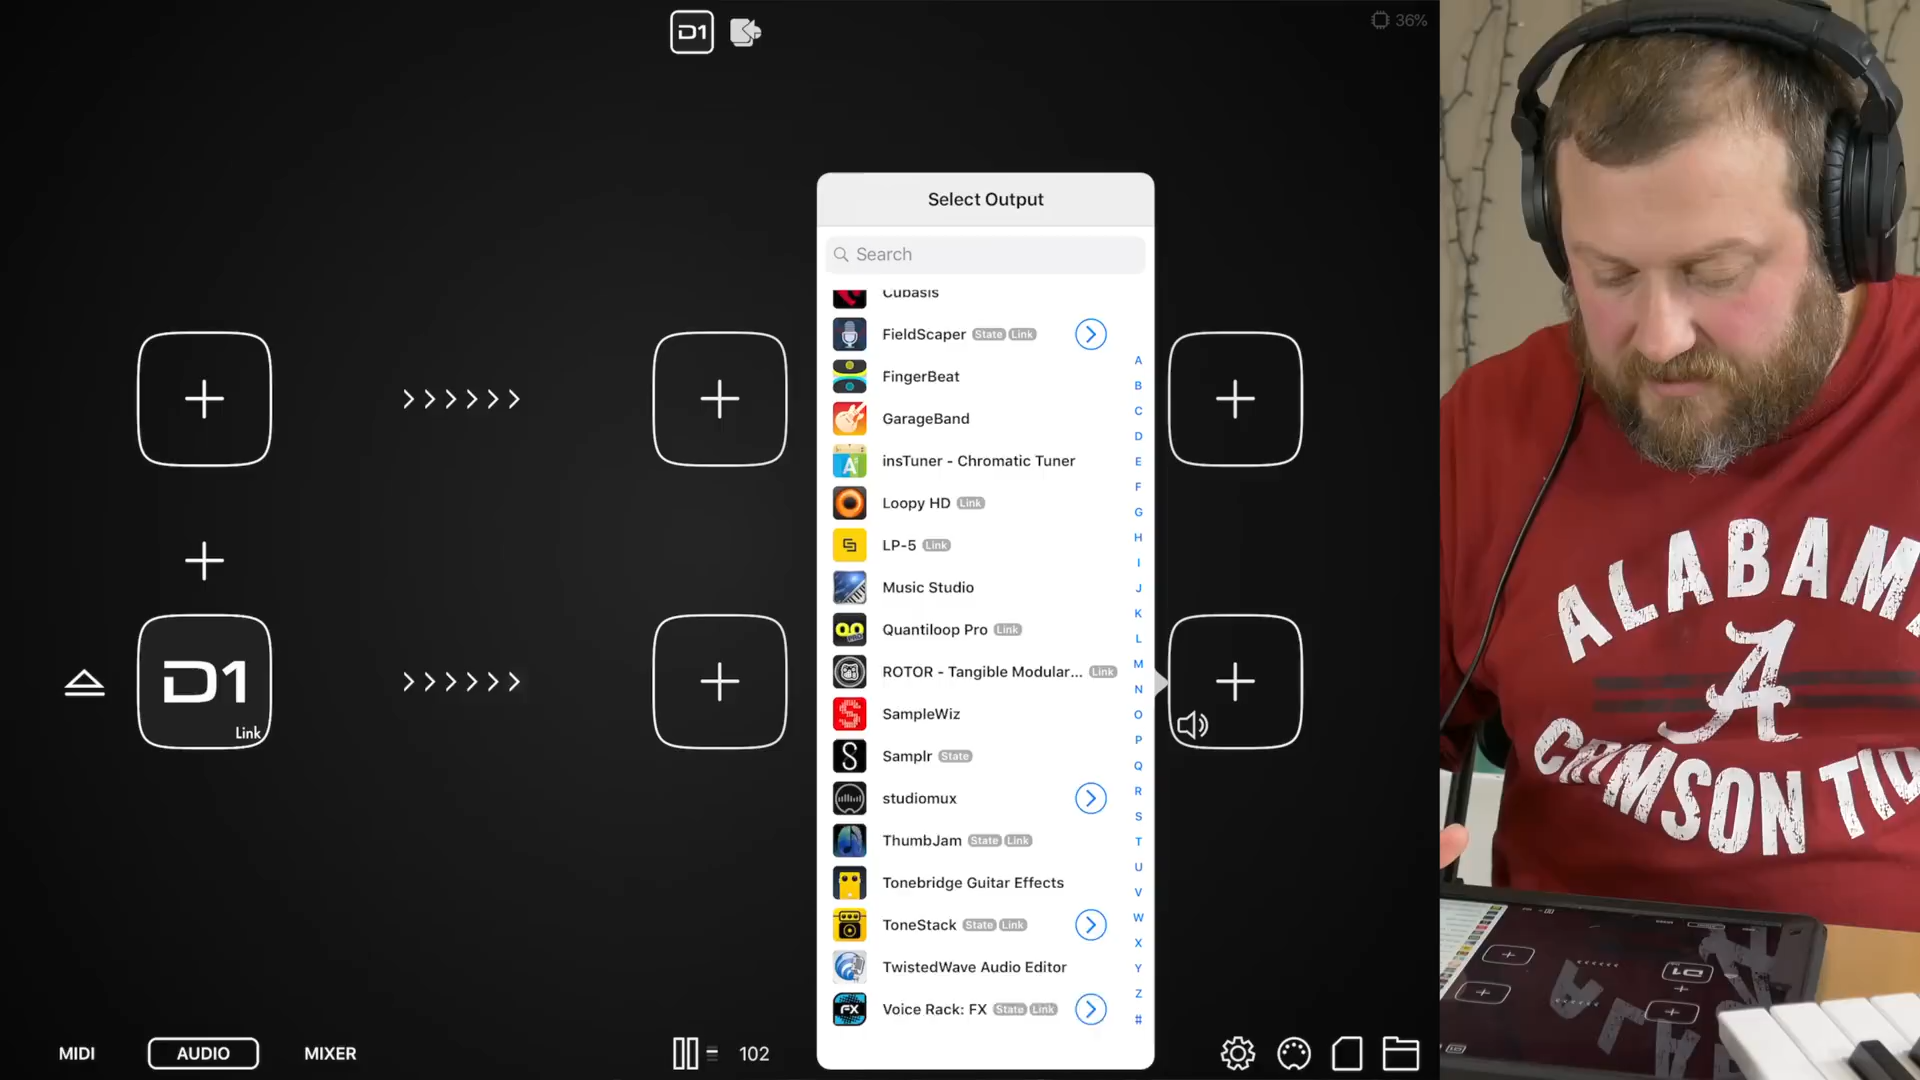 D1
36%
Select Output
Search
Cubasis
FieldScaper State Link
FingerBeat
GarageBand
insTuner - Chromatic Tuner
Loopy HD Link
LP-5 Link
Music Studio
Quantiloop Pro Link
ROTOR - Tangible Modular... Link
SampleWiz
Samplr State
studiomux
ThumbJam State Link
Tonebridge Guitar Effects
ToneStack State Link
TwistedWave Audio Editor
FX
Voice Rack: FX State Link
A
B
C
D
E
F
G
H
I
J
K
L
M
N
O
P
Q
R
S
T
U
V
W
X
Y
Z
#
D1
Link
MIDI
AUDIO
MIXER
102
ALABAM
A
CRIMSON TID